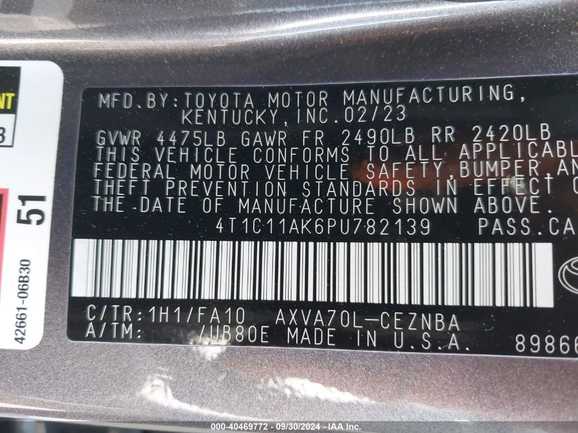 MFD.BY:TOYOTA MOTOR MANUFACTURING,
KENTUCKY,INC.02/23
GVWR 4475LB GAWR FR 2490LB RR 2420LB
THIS VEHICLE CONFORMS TO ALL APPLICABL
FEDERAL MOTOR VEHICLE SAFETY,BUMPER,AN
THEFT PREVENTION STANDARDS IN EFFECT O
THE DATE OF MANUFACTURE SHOWN ABOVE.
4T1C11AK6PU782139 PASS.CA
C/TR:1H1/FA10 AXVA70L-CEZNBA
A/TM: /UB80E MADE IN U.S.A.
89866
51
42661-06B30
000 - 40469772 - 09/30/2024 - IAA Inc.